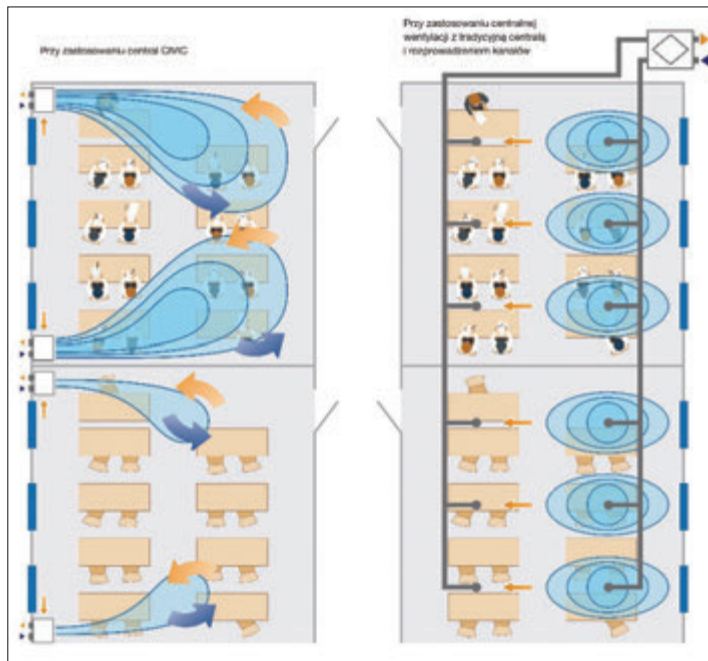 Przy zastosowaniu central CIVIC
Przy zastosowaniu centralnej
wentylacji z tradycyjną centralą
i rozprowadzeniem kanałów